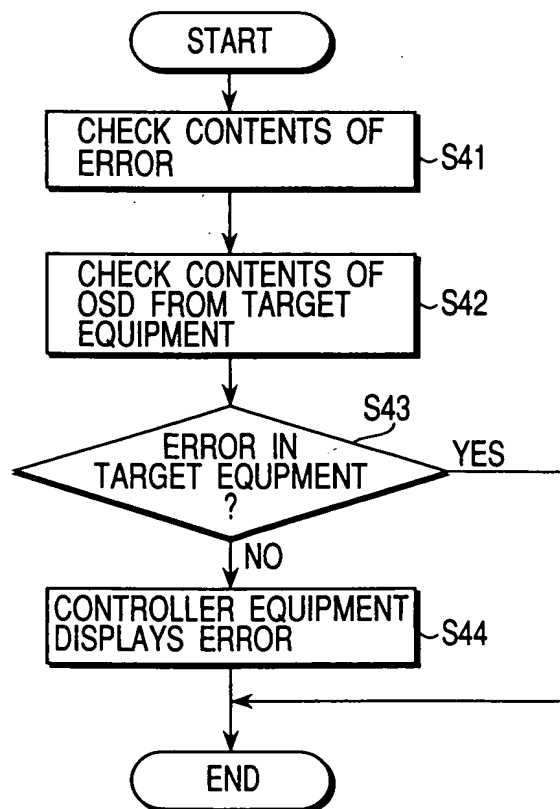 START
CHECK CONTENTS OF
ERROR
S41
CHECK CONTENTS OF
OSD FROM TARGET
EQUIPMENT
S42
S43
ERROR IN
TARGET EQUPMENT
?
YES
NO
CONTROLLER EQUIPMENT
DISPLAYS ERROR
S44
END